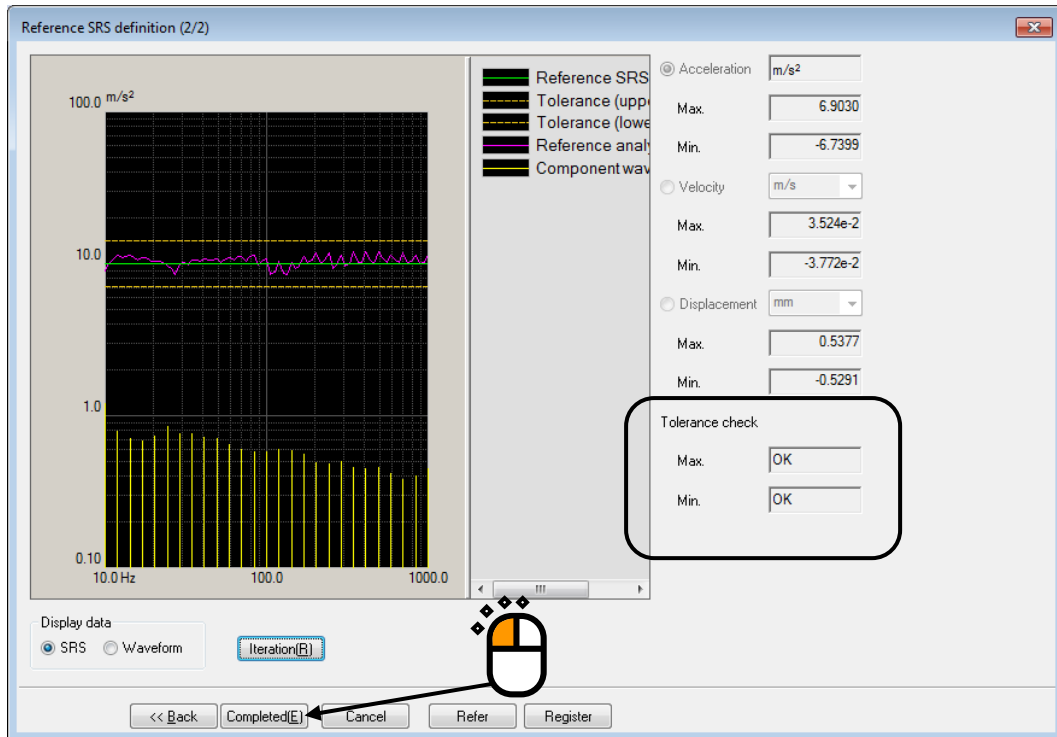 Reference SRS definition (2/2)
100.0 m/s²
10.0
1.0
0.10
10.0 Hz 100.0 1000.0
Reference SRS
Tolerance (uppe
Tolerance (lowe
Reference analy
Component wav
Acceleration m/s²
Max. 6.9030
Min. -6.7399
Velocity m/s
Max. 3.524e-2
Min. -3.772e-2
Displacement mm
Max. 0.5377
Min. -0.5291
Tolerance check
Max. OK
Min. OK
Display data
SRS Waveform Iteration(R)
<< Back Completed(E) Cancel Refer Register